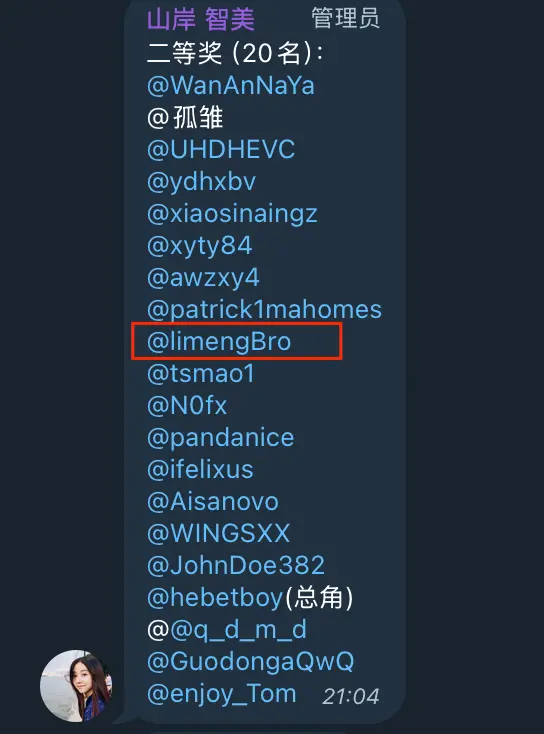 山岸 智美 管理员
二等奖 (20名):
@WanAnNaYa
@孤雏
@UHDHEVC
@ydhxbv
@xiaosinaingz
@xyty84
@awzxy4
@patrick1mahomes
@limengBro
@tsmao1
@N0fx
@pandanice
@ifelixus
@Aisanovo
@WINGSXX
@JohnDoe382
@hebetboy(总角)
@@q_d_m_d
@GuodongaQwQ
@enjoy_Tom 21:04